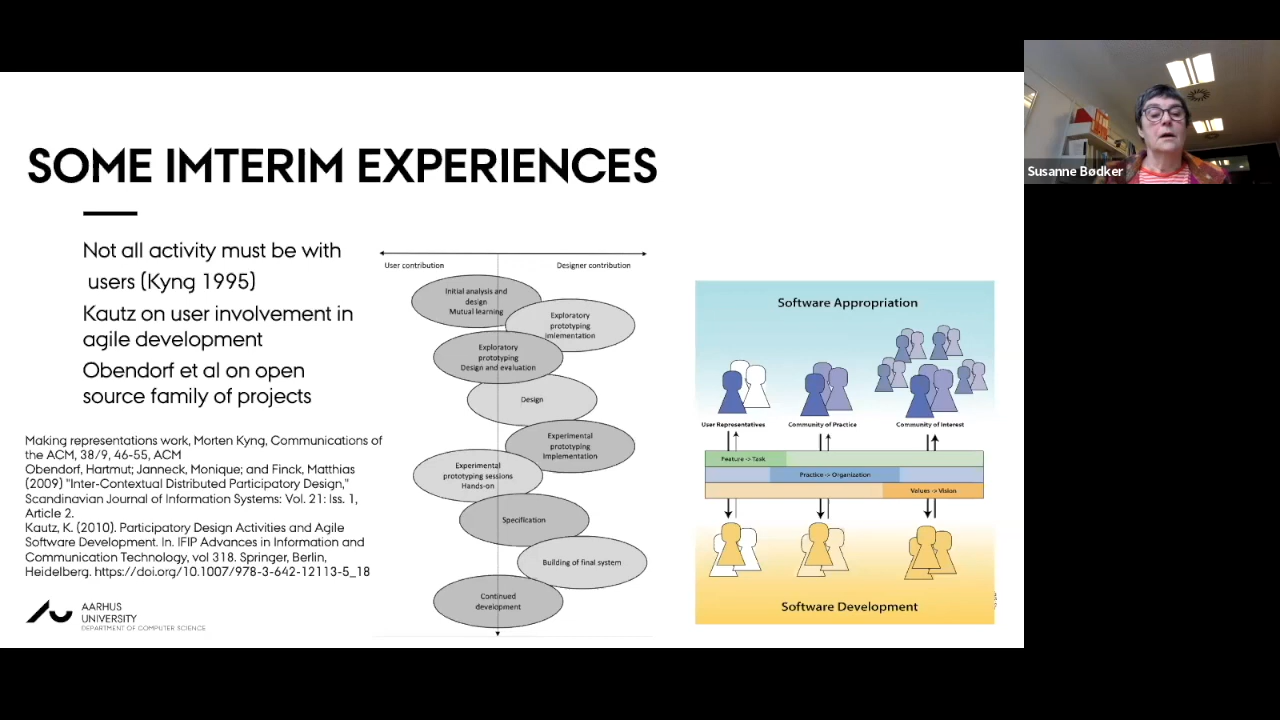 SOME IMTERIM EXPERIENCES
Not all activity must be with
users (Kyng 1995)
Kautz on user involvement in
agile development
Obendorf et al on open
source family of projects
Making representations work, Morten Kyng, Communications of
the ACM, 38/9, 46-55, ACM
Obendorf, Hartmut; Janneck, Monique; and Finck, Matthias
(2009) "Inter-Contextual Distributed Participatory Design,"
Scandinavian Journal of Information Systems: Vol. 21: Iss. 1,
Article 2.
Kautz, K. (2010). Participatory Design Activities and Agile
Software Development. In. IFIP Advances in Information and
Communication Technology, vol 318. Springer, Berlin,
Heidelberg. https://doi.org/10.1007/978-3-642-12113-5_18
AARHUS
UNIVERSITY
DEPARTMENT OF COMPUTER SCIENCE
User contribution
Designer contribution
Initial analysis and
design
Mutual learning
Exploratory
prototyping
imlementation
Exploratory
prototyping
Design and evaluation
Design
Experimental
prototyping
Implementation
Experimental
prototyping sessions
Hands-on
Specification
Building of final system
Continued
development
Software Appropriation
User Representatives
Community of Practice
Community of Interest
Feature -> Task
Practice -> Organization
Values -> Vision
Software Development
Susanne Bødker